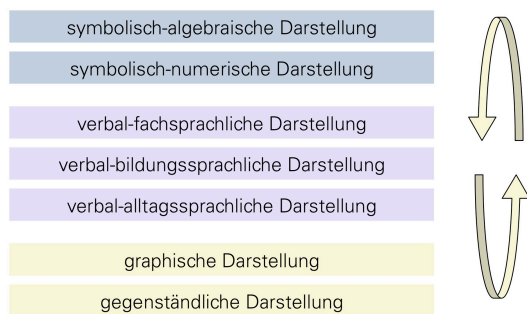 symbolisch-algebraische Darstellung
symbolisch-numerische Darstellung
verbal-fachsprachliche Darstellung
verbal-bildungssprachliche Darstellung
verbal-alltagssprachliche Darstellung
graphische Darstellung
gegenständliche Darstellung